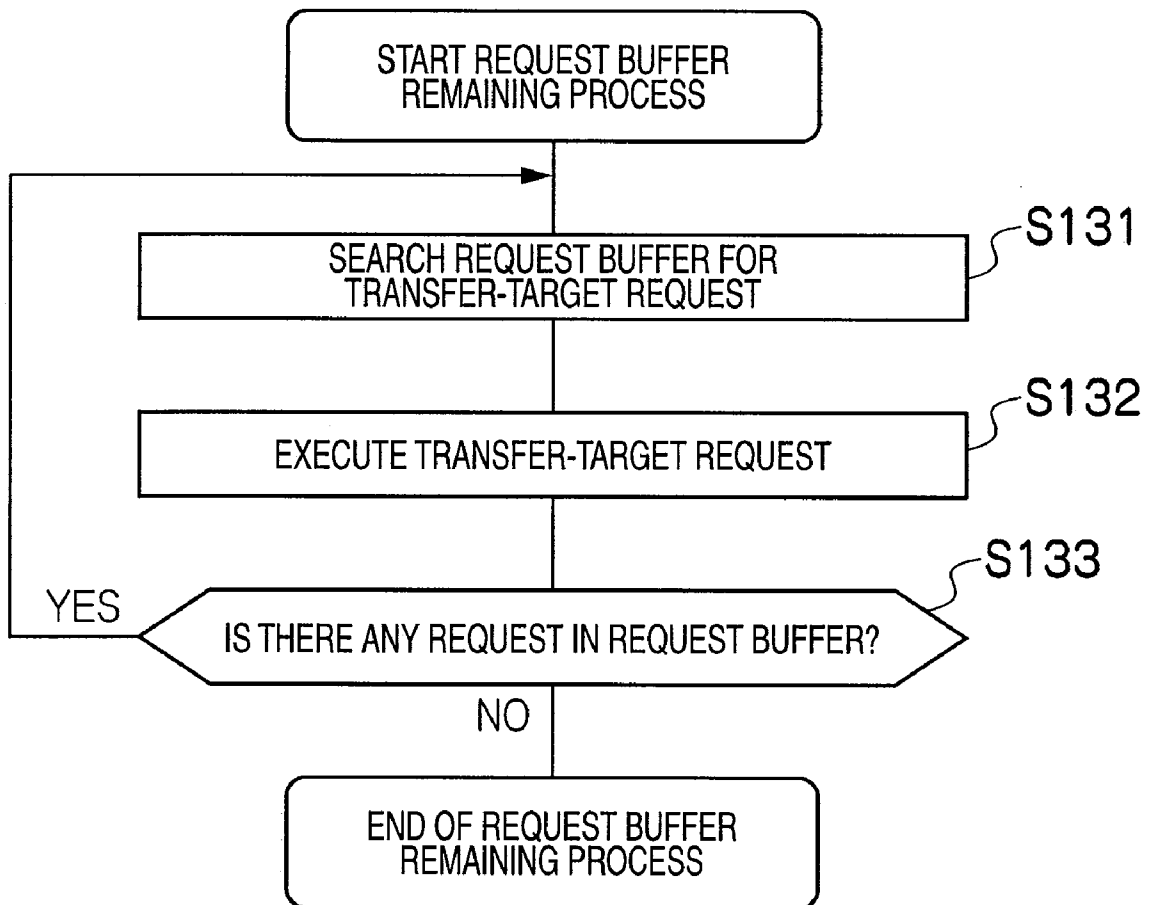 START REQUEST BUFFER
REMAINING PROCESS
S131
SEARCH REQUEST BUFFER FOR
TRANSFER-TARGET REQUEST
S132
EXECUTE TRANSFER-TARGET REQUEST
S133
YES
IS THERE ANY REQUEST IN REQUEST BUFFER?
NO
END OF REQUEST BUFFER
REMAINING PROCESS